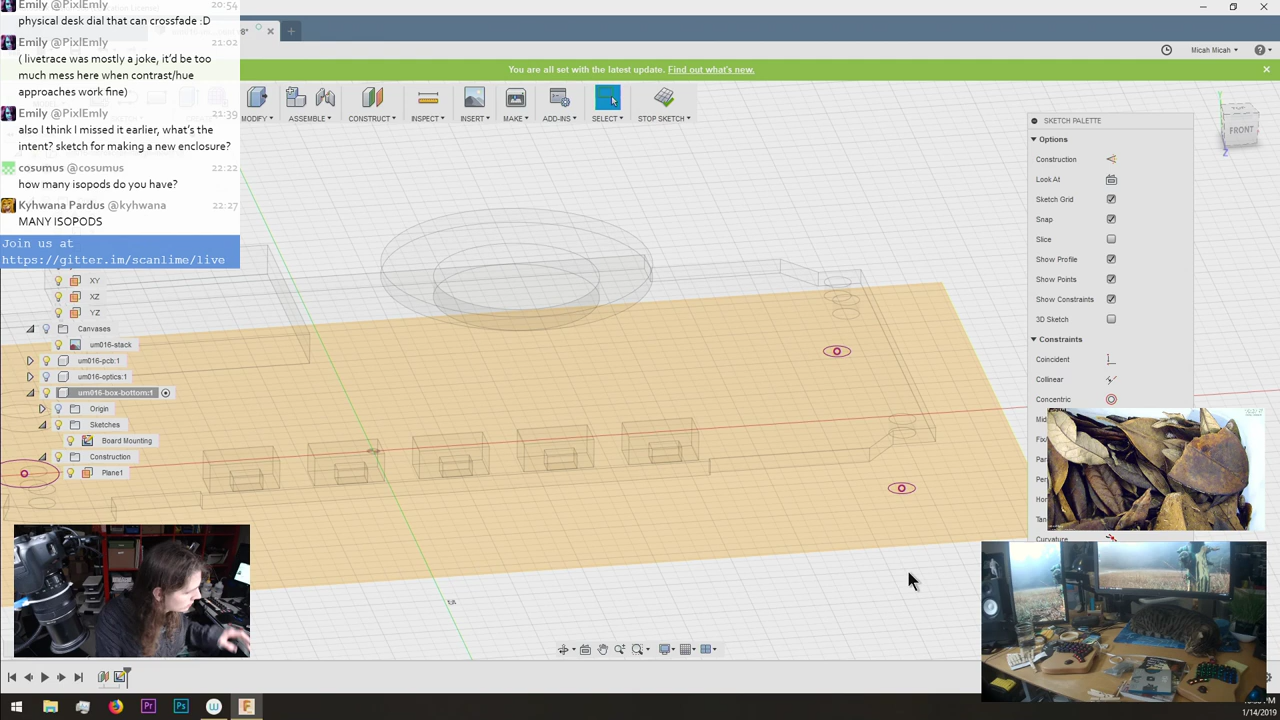 Emily @PixlEmly 20:54
physical desk dial that can crossfade :D
Emily @PixlEmly 21:02
( livetrace was mostly a joke, it'd be too
much mess here when contrast/hue
approaches work fine)
Emily @PixlEmly 21:39
also I think I missed it earlier, what's the
intent? sketch for making a new enclosure?
cosumus @cosumus 22:22
how many isopods do you have?
Kyhwana Pardus @kyhwana 22:27
MANY ISOPODS
Join us at
https://gitter.im/scanlime/live
Micah Micah
You are all set with the latest update. Find out what's new.
MODIFY ASSEMBLE CONSTRUCT INSPECT INSERT MAKE ADD-INS SELECT STOP SKETCH
FRONT
SKETCH PALETTE
Options
Construction
Look At
Sketch Grid
Snap
Slice
Show Profile
Show Points
Show Constraints
3D Sketch
Constraints
Coincident
Collinear
Concentric
Curvature
XY
XZ
YZ
Canvases
um016-stack
um016-pcb:1
um016-optics:1
um016-box-bottom:1
Origin
Sketches
Board Mounting
Construction
Plane1
1/14/2019